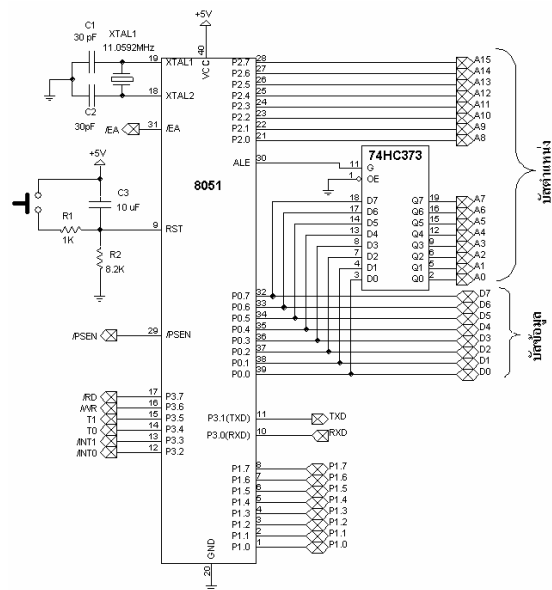 +5V
C1
30 pF
XTAL1
11.0592MHz
C2
30pF
19 XTAL1
18 XTAL2
40
VCC
/EA 31 /EA
+5V
C3
10 uF
R1
1K
R2
8.2K
9 RST
8051
/PSEN 29 /PSEN
/RD 17 P3.7
/WR 16 P3.6
T1 15 P3.5
T0 14 P3.4
/INT1 13 P3.3
/INT0 12 P3.2
GND
20
P2.7 28 A15
P2.6 27 A14
P2.5 26 A13
P2.4 25 A12
P2.3 24 A11
P2.2 23 A10
P2.1 22 A9
P2.0 21 A8
ALE 30
74HC373
11 G
1 OE
18 D7 Q7 19 A7
17 D6 Q6 16 A6
14 D5 Q5 15 A5
13 D4 Q4 12 A4
8 D3 Q3 9 A3
7 D2 Q2 6 A2
4 D1 Q1 5 A1
3 D0 Q0 2 A0
บัสตำแหน่ง
P0.7 32 D7
P0.6 33 D6
P0.5 34 D5
P0.4 35 D4
P0.3 36 D3
P0.2 37 D2
P0.1 38 D1
P0.0 39 D0
บัสข้อมูล
P3.1(TXD) 11 TXD
P3.0(RXD) 10 RXD
P1.7 8 P1.7
P1.6 7 P1.6
P1.5 6 P1.5
P1.4 5 P1.4
P1.3 4 P1.3
P1.2 3 P1.2
P1.1 2 P1.1
P1.0 1 P1.0